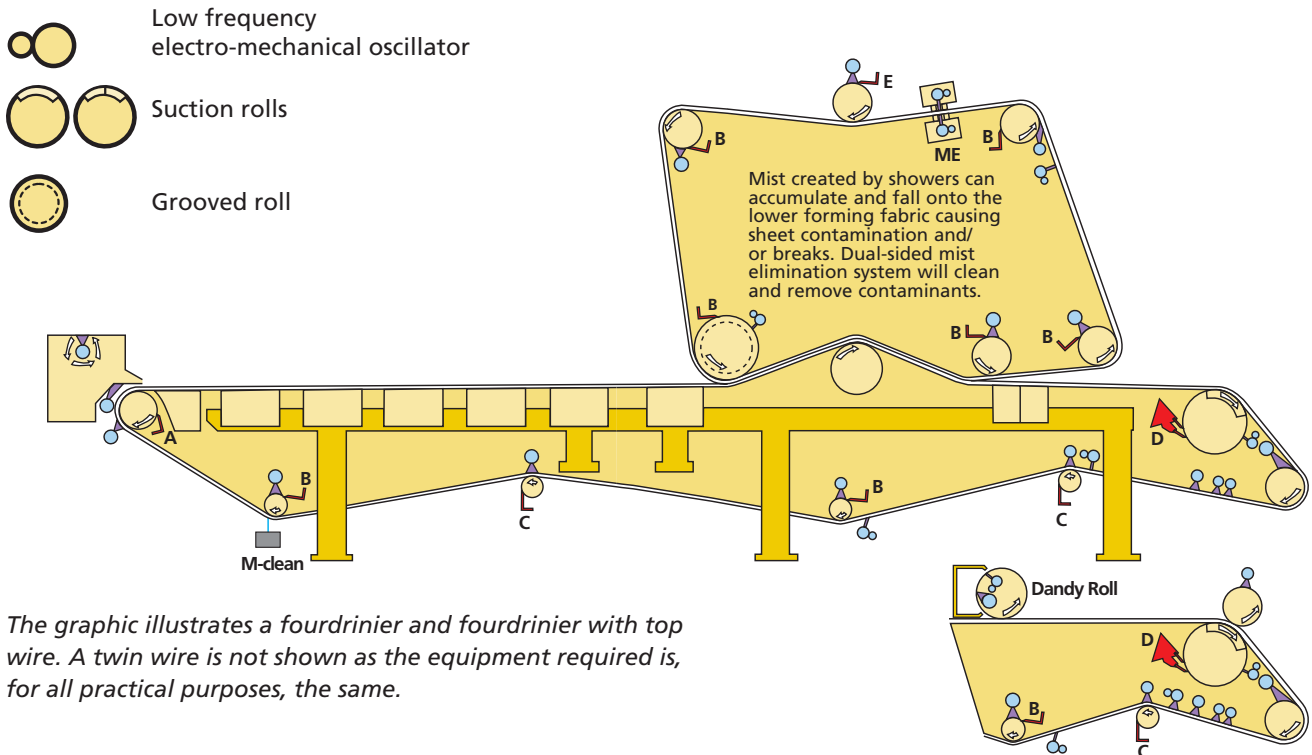 Low frequency
electro-mechanical oscillator
Suction rolls
Grooved roll
E
B
ME
B
Mist created by showers can
accumulate and fall onto the
lower forming fabric causing
sheet contamination and/
or breaks. Dual-sided mist
elimination system will clean
and remove contaminants.
B
B
B
A
D
B
C
B
C
M-clean
Dandy Roll
D
B
C
The graphic illustrates a fourdrinier and fourdrinier with top
wire. A twin wire is not shown as the equipment required is,
for all practical purposes, the same.